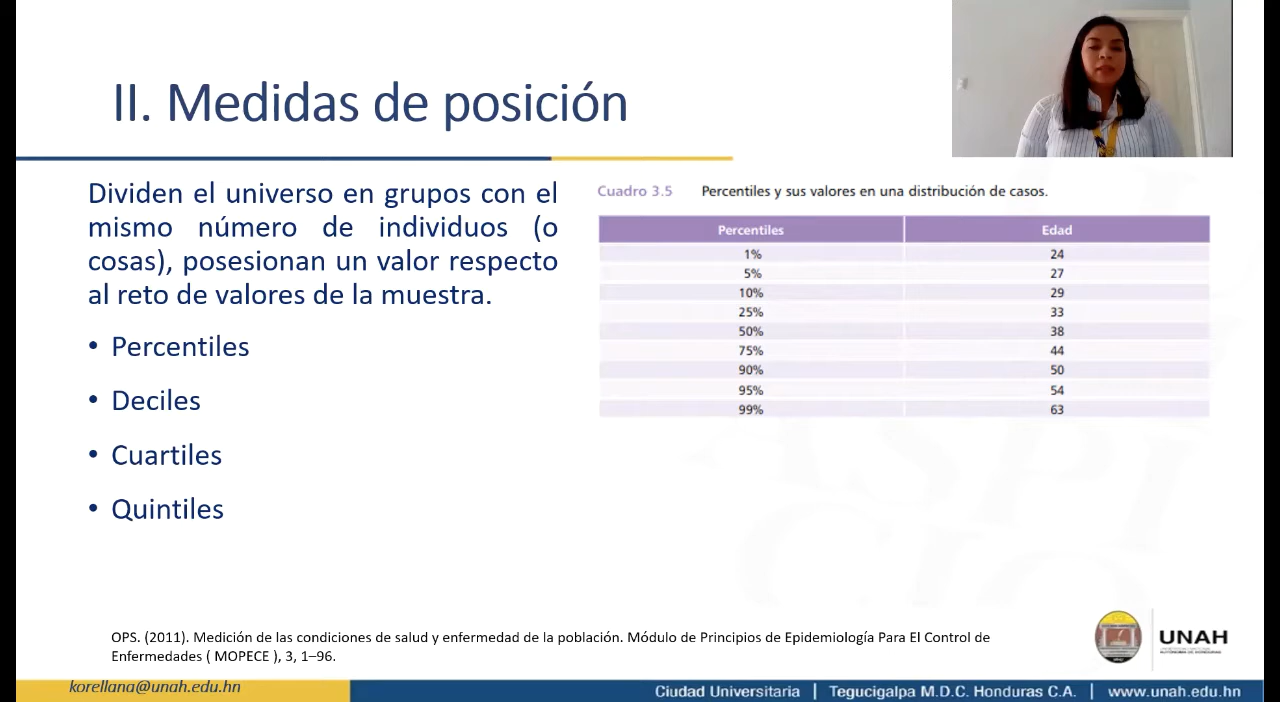 II. Medidas de posición
Dividen el universo en grupos con el
mismo número de individuos (o
cosas), posesionan un valor respecto
al reto de valores de la muestra.
• Percentiles
• Deciles
• Cuartiles
• Quintiles
Cuadro 3.5 Percentiles y sus valores en una distribución de casos.
Percentiles Edad
1% 24
5% 27
10% 29
25% 33
50% 38
75% 44
90% 50
95% 54
99% 63
OPS. (2011). Medición de las condiciones de salud y enfermedad de la población. Módulo de Principios de Epidemiología Para El Control de
Enfermedades ( MOPECE ), 3, 1–96.
UNAH
UNIVERSIDAD NACIONAL
AUTÓNOMA DE HONDURAS
korellana@unah.edu.hn
Ciudad Universitaria | Tegucigalpa M.D.C. Honduras C.A. | www.unah.edu.hn